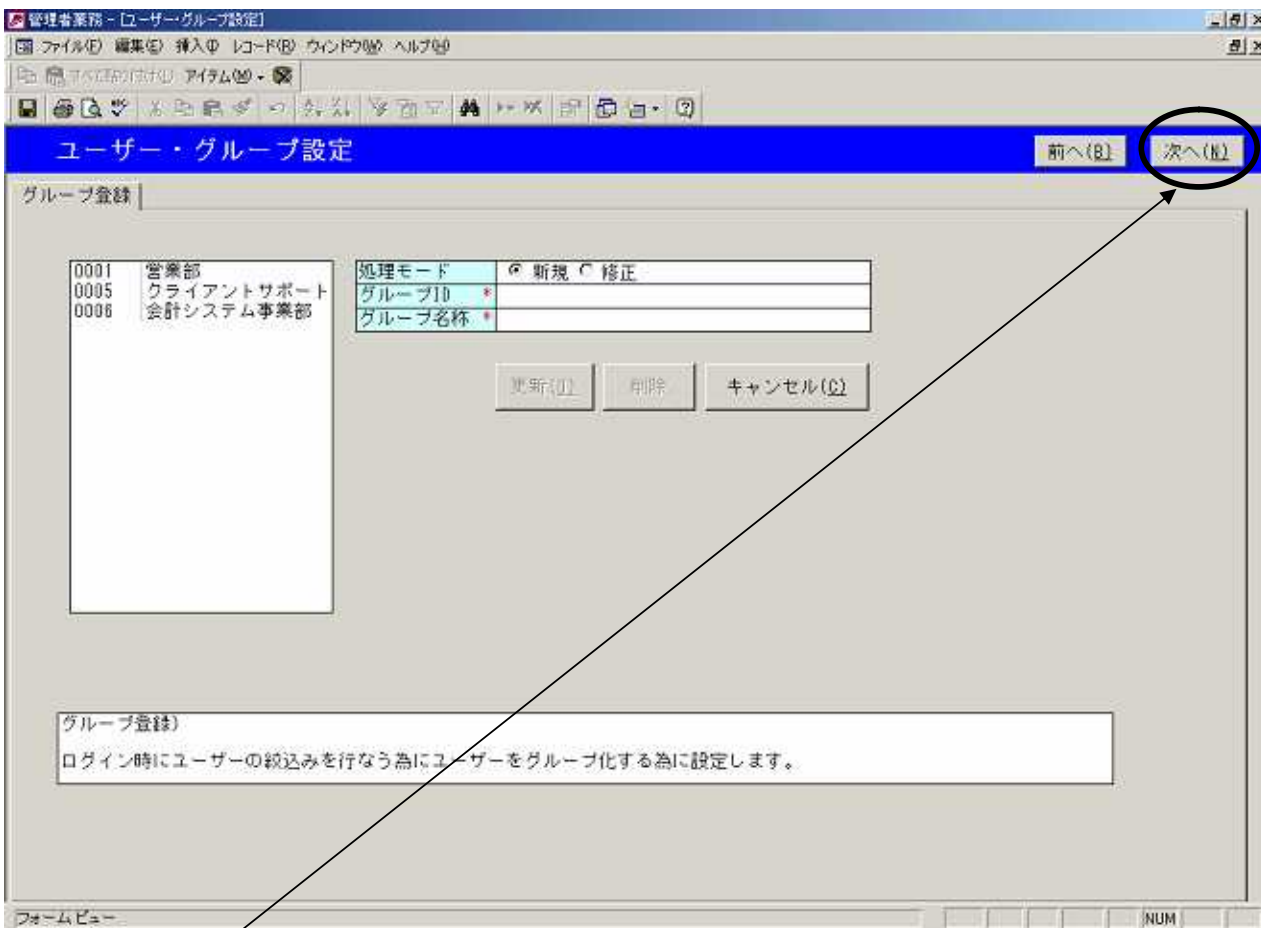 管理者業務 - [ユーザー・グループ設定]
ファイル(F) 編集(E) 挿入(I) レコード(R) ウィンドウ(W) ヘルプ(H)
アイテム(M)
ユーザー・グループ設定 前へ(B) 次へ(N)
グループ登録
0001 営業部
0005 クライアントサポート
0006 会計システム事業部
処理モード 新規 修正
グループID *
グループ名称 *
更新(U) 削除 キャンセル(C)
グループ登録)
ログイン時にユーザーの絞込みを行なう為にユーザーをグループ化する為に設定します。
フォームビュー NUM